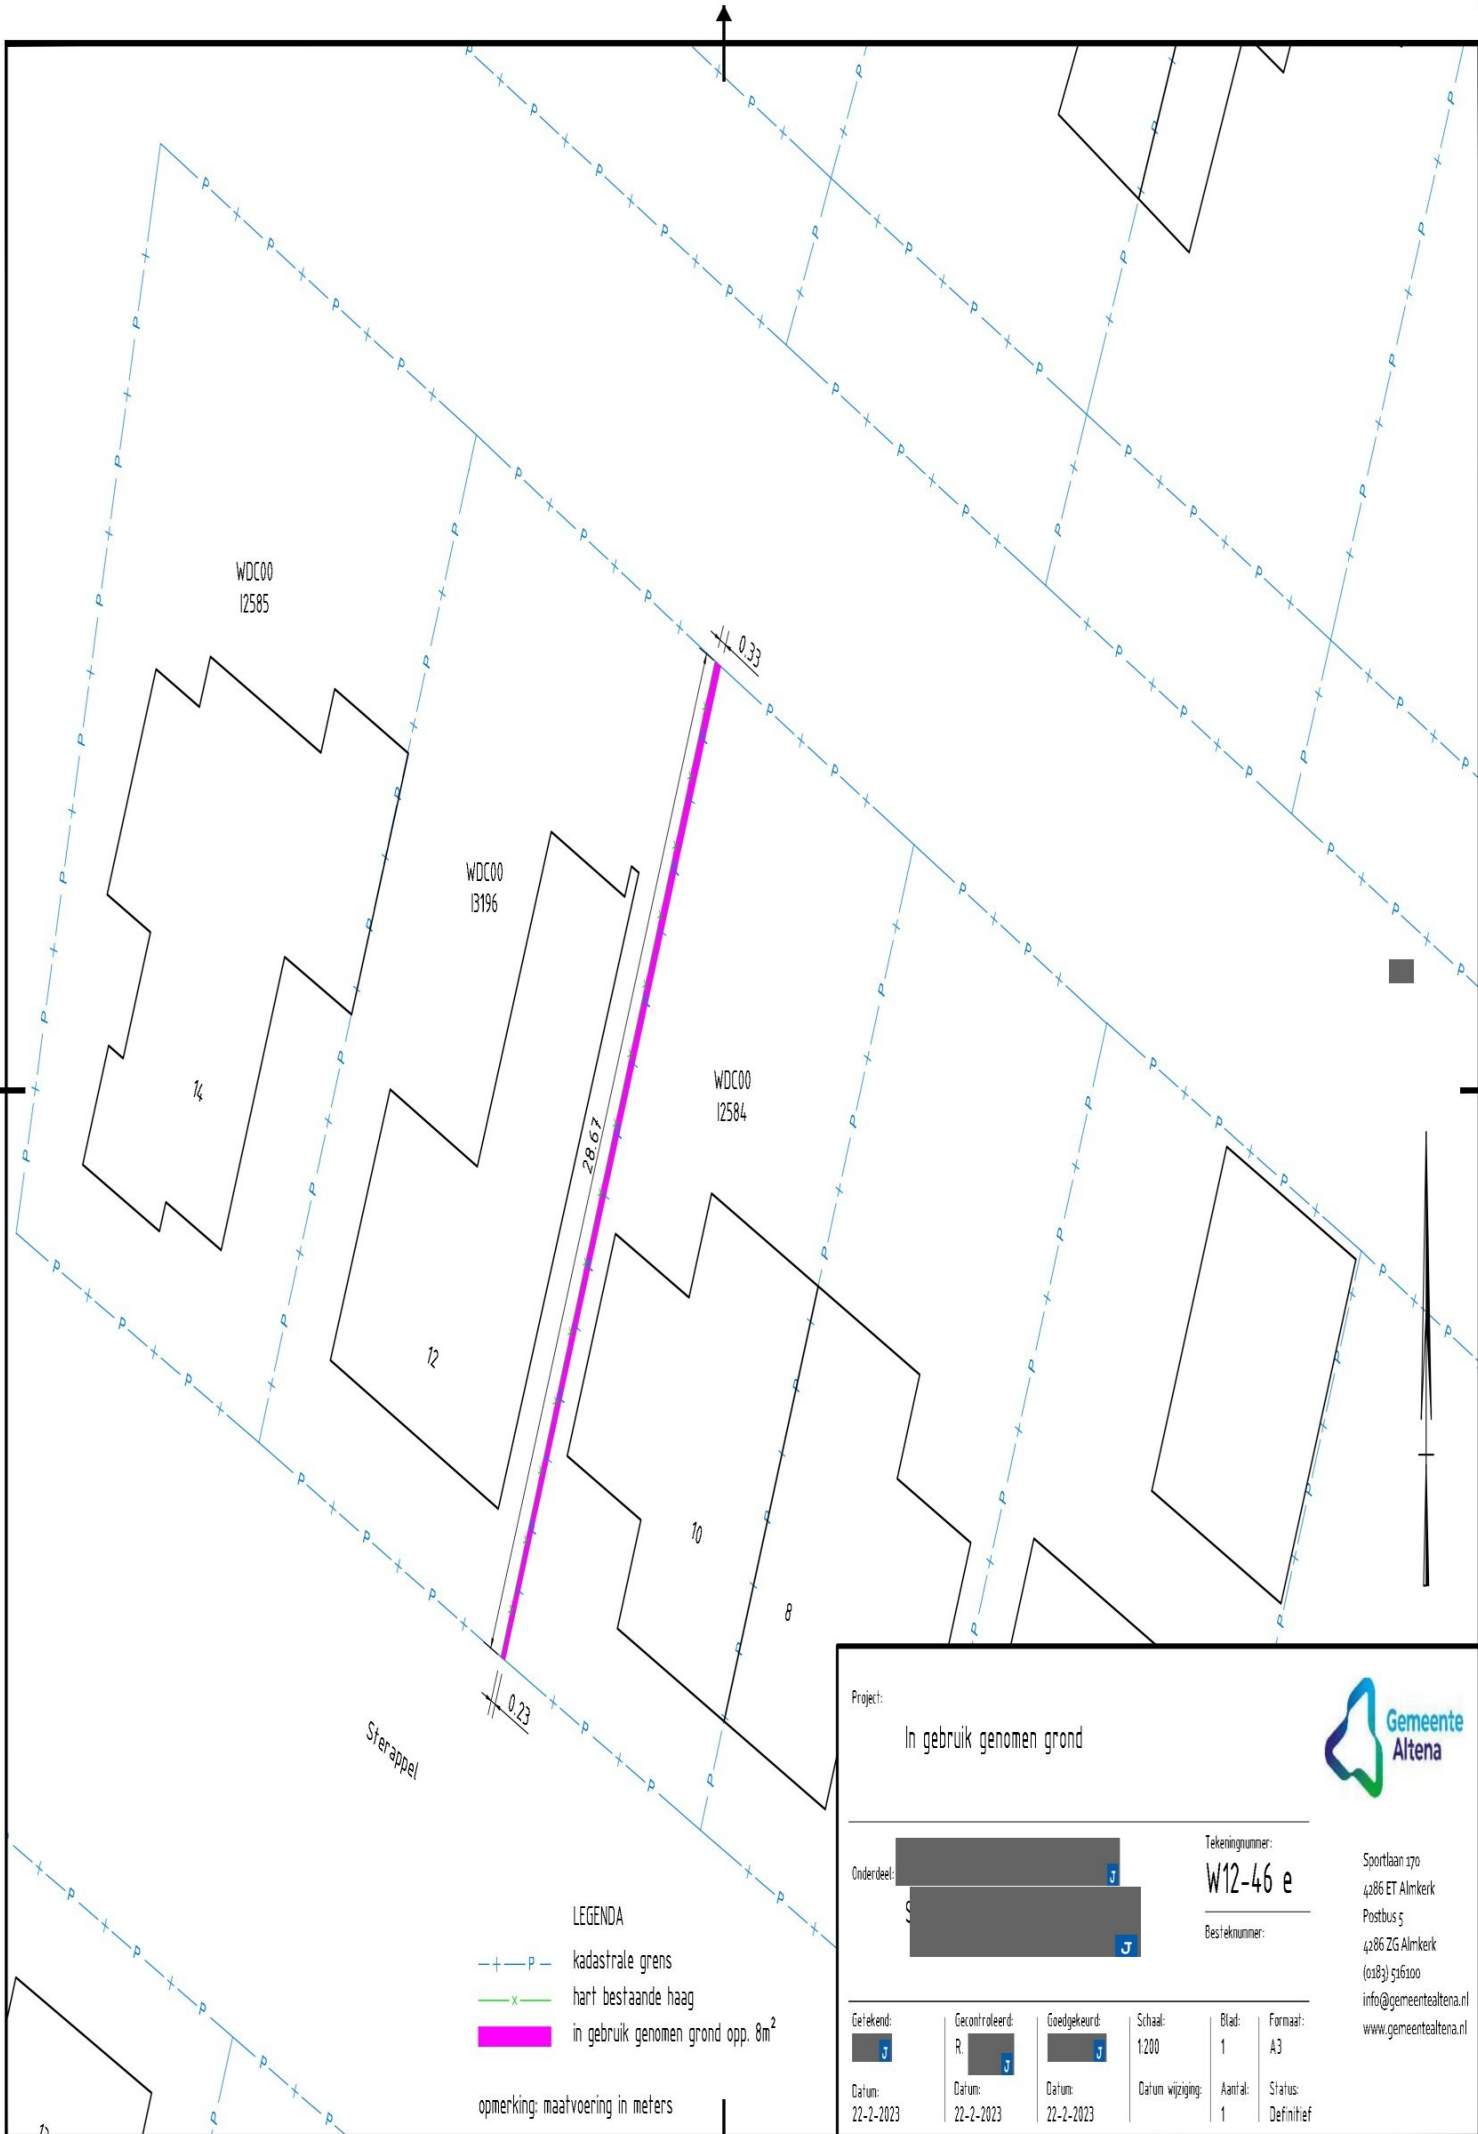 0.33
WDC00
I2585
WDC00
I3196
WDC00
I2584
28.67
14
12
10
8
0.23
Sterappel
LEGENDA
kadastrale grens
hart bestaande haag
in gebruik genomen grond opp. 8m²
opmerking: maatvoering in meters
Project:
In gebruik genomen grond
Gemeente
Altena
Onderdeel:
J
J
Tekeningnummer:
W12-46 e
Besteknummer:
Sportlaan 170
4286 ET Almkerk
Postbus 5
4286 ZG Almkerk
(0183) 516100
info@gemeentealtena.nl
www.gemeentealtena.nl
Getekend: Gecontroleerd: Goedgekeurd: Schaal: Blad: Formaat:
J R. J J 1:200 1 A3
Datum: Datum: Datum: Datum wijziging: Aantal: Status:
22-2-2023 22-2-2023 22-2-2023 1 Definitief